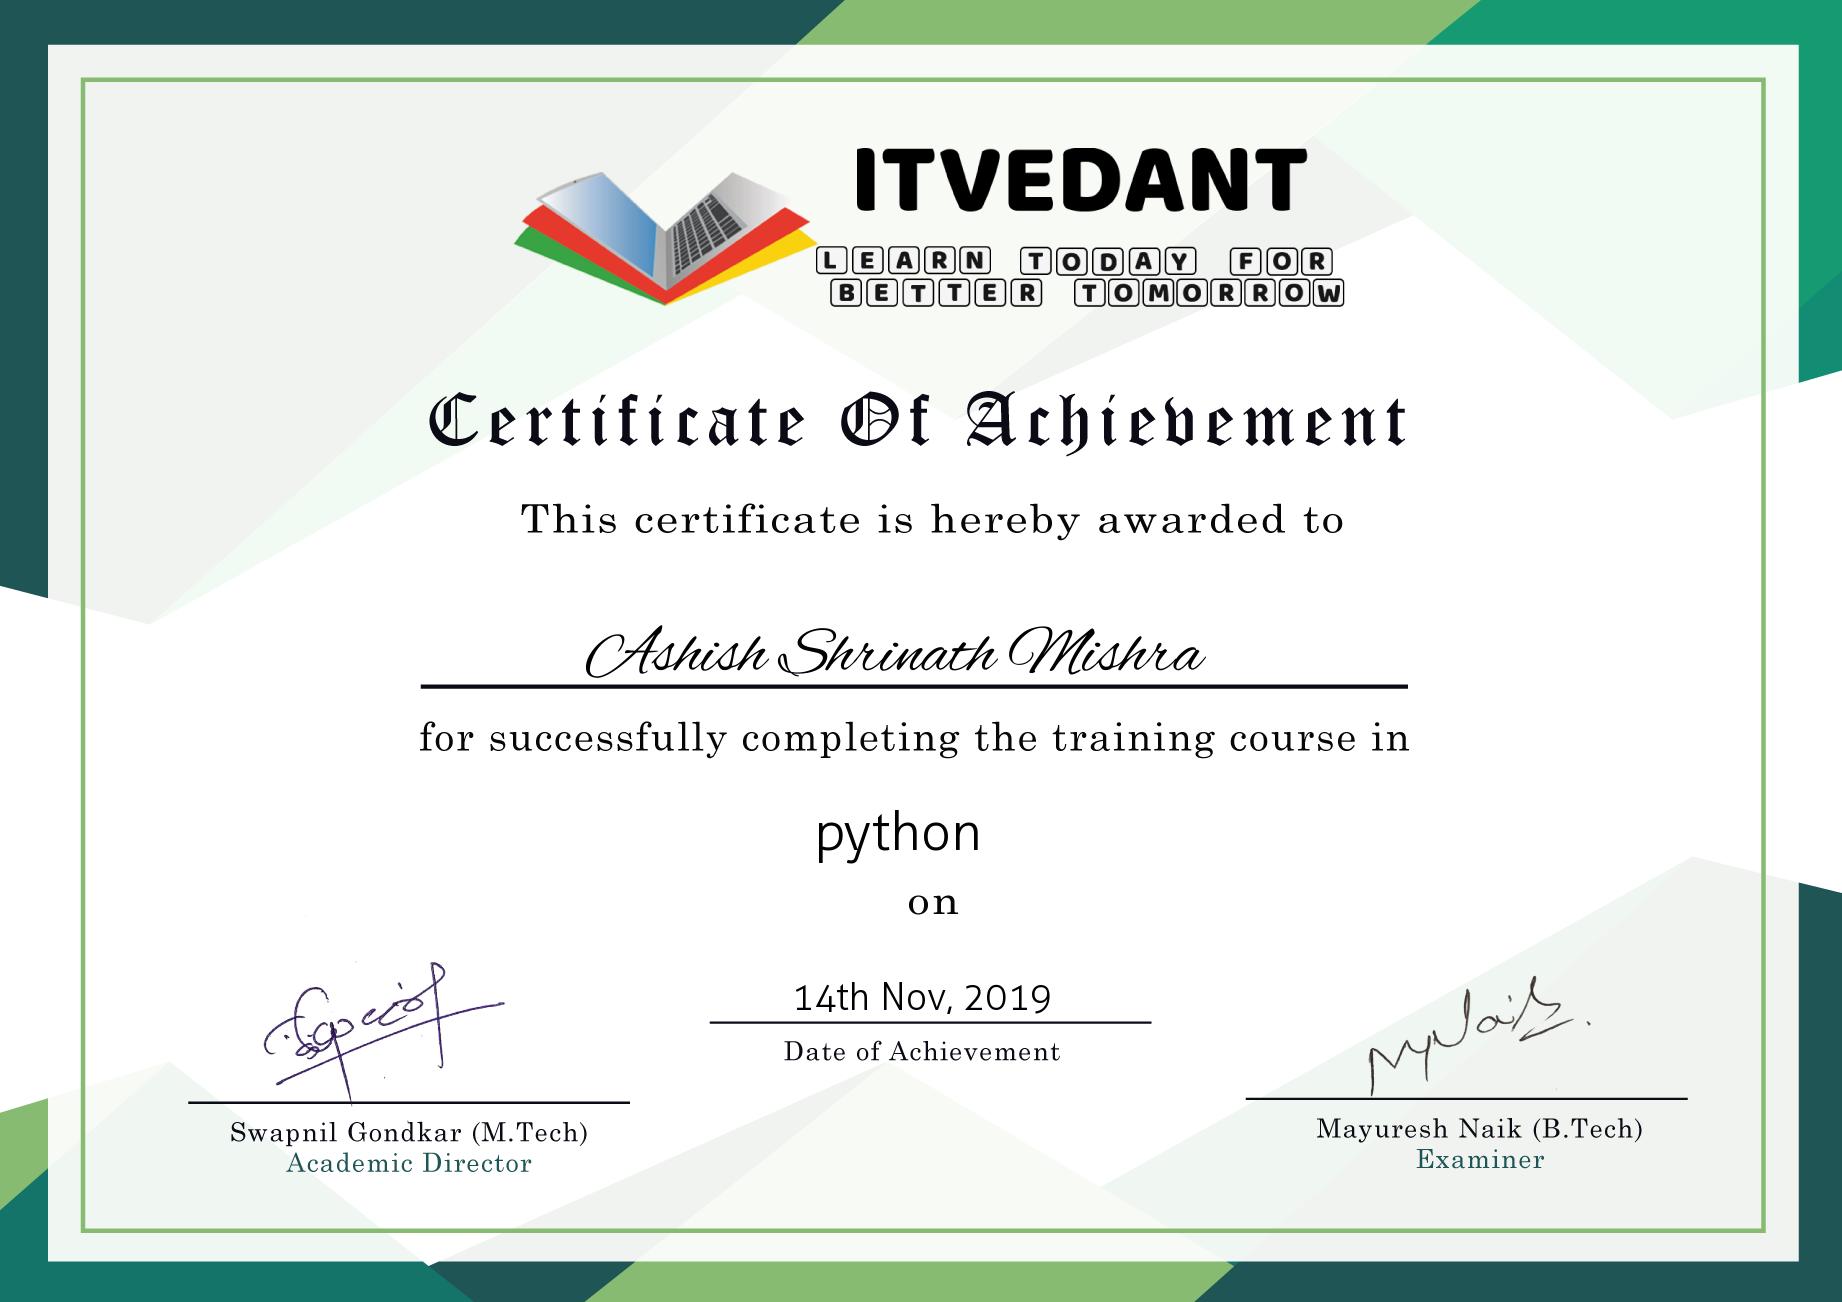 ITVEDANT
LEARN TODAY FOR
BETTER TOMORROW
Certificate Of Achievement
This certificate is hereby awarded to
Ashish Shrinath Mishra
for successfully completing the training course in
python
on
14th Nov, 2019
Date of Achievement
Swapnil Gondkar (M.Tech)
Academic Director
Mayuresh Naik (B.Tech)
Examiner